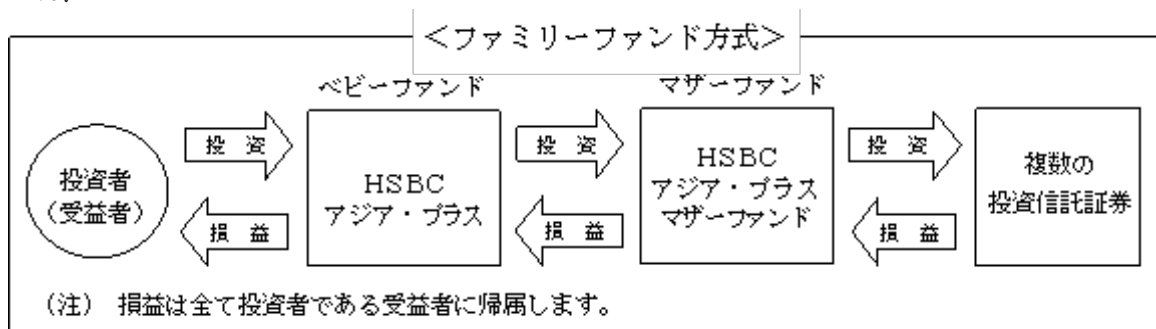 <ファミリーファンド方式>
ベビーファンド
マザーファンド
投資
投資
投資
投資者
(受益者)
HSBC
アジア・プラス
HSBC
アジア・プラス
マザーファンド
複数の
投資信託証券
損益
損益
損益
(注) 損益は全て投資者である受益者に帰属します。